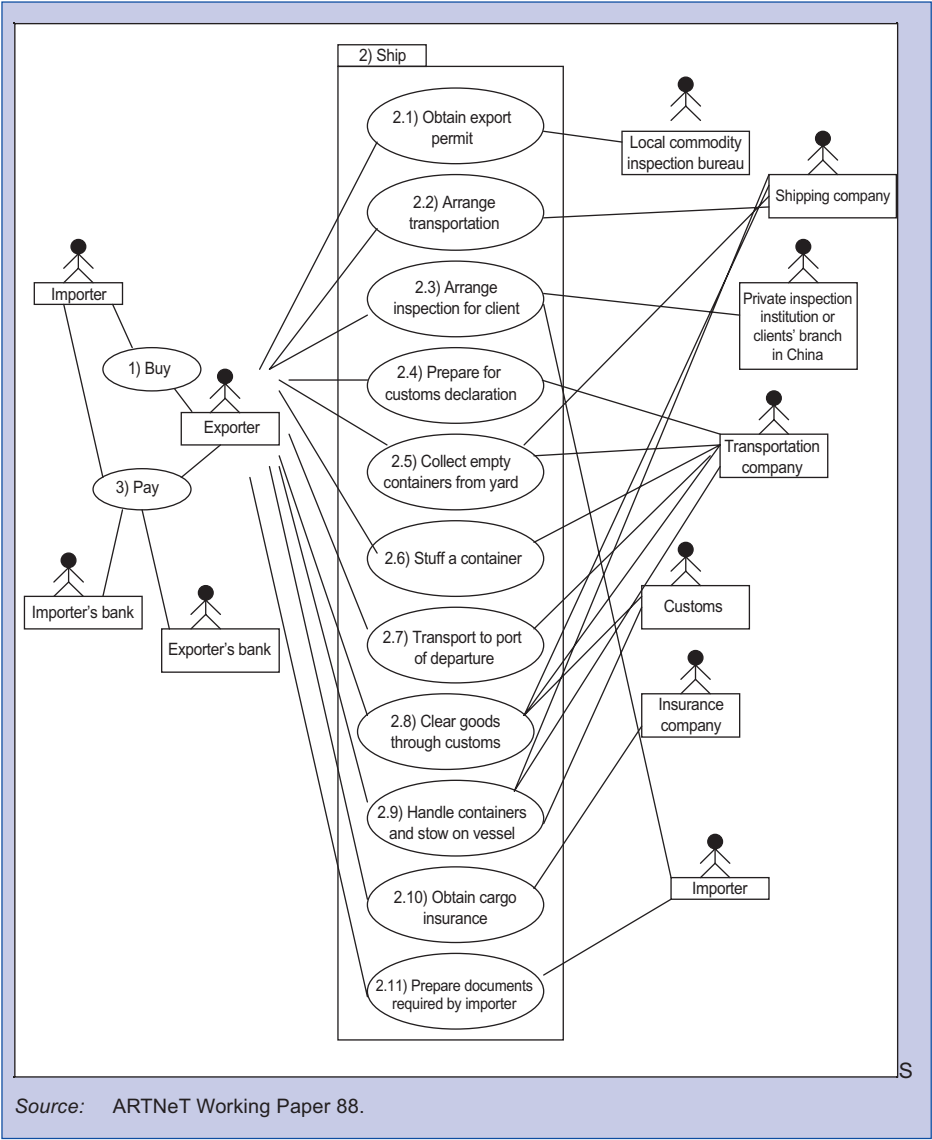 2) Ship
2.1) Obtain export
permit
Local commodity
inspection bureau
Shipping company
2.2) Arrange
transportation
Importer
2.3) Arrange
inspection for client
Private inspection
institution or
clients' branch
in China
1) Buy
2.4) Prepare for
customs declaration
Exporter
Transportation
company
2.5) Collect empty
containers from yard
3) Pay
2.6) Stuff a container
Importer's bank
Customs
Exporter's bank
2.7) Transport to port
of departure
Insurance
company
2.8) Clear goods
through customs
2.9) Handle containers
and stow on vessel
Importer
2.10) Obtain cargo
insurance
2.11) Prepare documents
required by importer
S
Source: ARTNeT Working Paper 88.